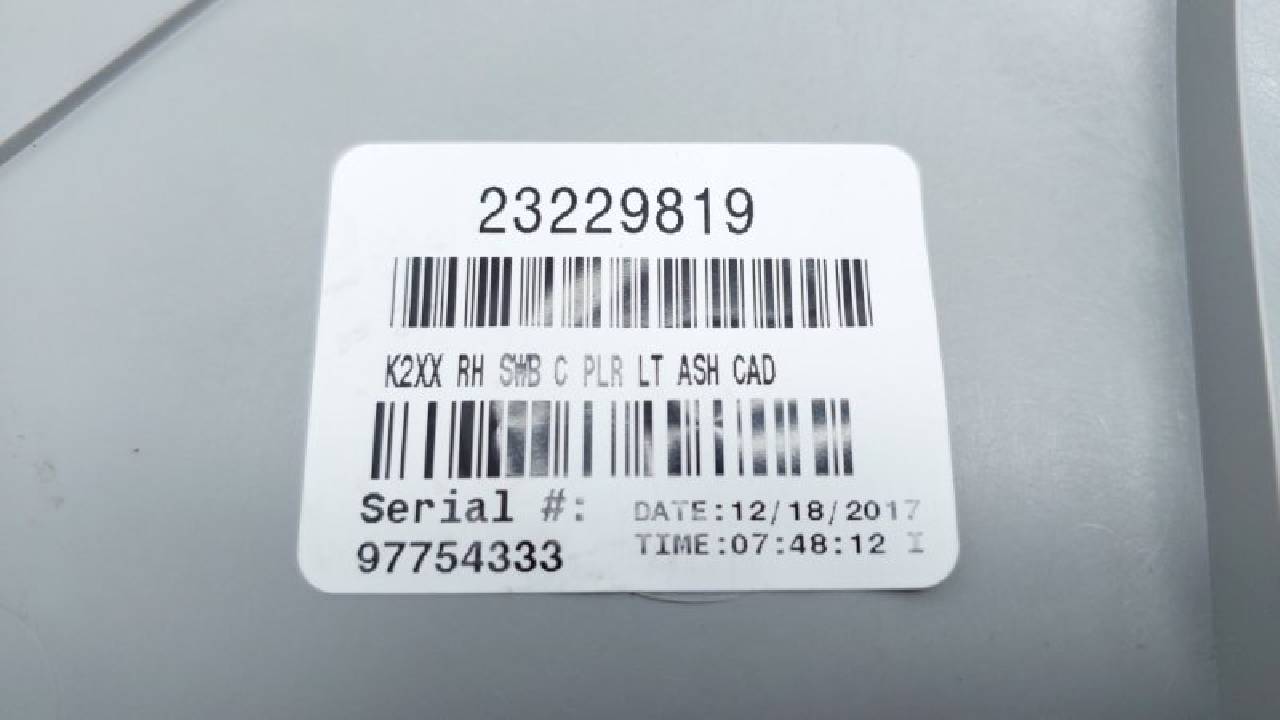 23229819
K2XX RH SWB C PLR LT ASH CAD
Serial #:
97754333
DATE:12/18/2017
TIME:07:48:12 I